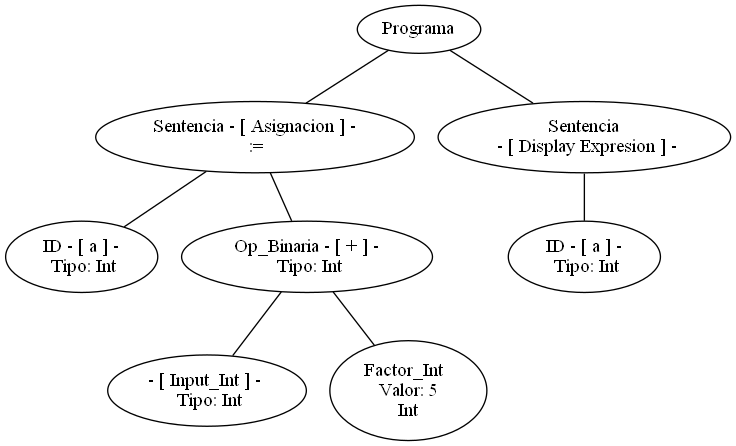 Programa
Sentencia - [ Asignacion ] -
:=
Sentencia
- [ Display Expresion ] -
ID - [ a ] -
Tipo: Int
Op_Binaria - [ + ] -
Tipo: Int
ID - [ a ] -
Tipo: Int
- [ Input_Int ] -
Tipo: Int
Factor_Int
Valor: 5
Int